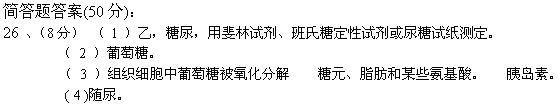 简答题答案(50 分):
26 、（8分） （ 1 ）乙，糖尿，用斐林试剂、班氏糖定性试剂或尿糖试纸测定。
（ 2 ）葡萄糖。
（ 3 ）组织细胞中葡萄糖被氧化分解 糖元、脂肪和某些氨基酸。 胰岛素。
（ 4 )随尿。